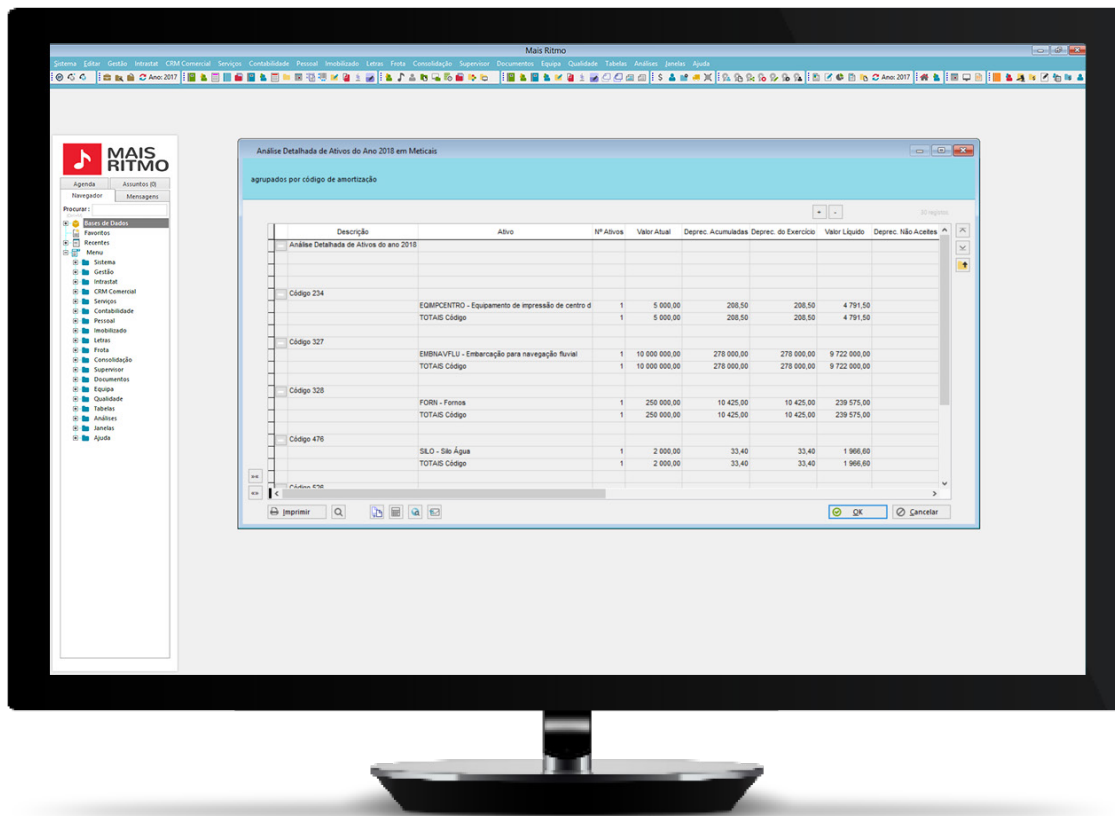 Mais Ritmo
Sistema Editar Gestão Intrastat CRM Comercial Serviços Contabilidade Pessoal Imobilizado Letras Frota Consolidação Supervisor Documentos Equipa Qualidade Tabelas Análises Janelas Ajuda
Ano: 2017 Ano: 2017
MAIS
RITMO
Agenda Assuntos (0)
Navegador Mensagens
Procurar:
Bases de Dados
Favoritos
Recentes
Menu
Sistema
Gestão
Intrastat
CRM Comercial
Serviços
Contabilidade
Pessoal
Imobilizado
Letras
Frota
Consolidação
Supervisor
Documentos
Equipa
Qualidade
Tabelas
Análises
Janelas
Ajuda
Análise Detalhada de Ativos do Ano 2018 em Meticais
agrupados por código de amortização
+ - 30 registos
Descrição Ativo Nº Ativos Valor Atual Deprec. Acumuladas Deprec. do Exercício Valor Líquido Deprec. Não Aceites
Análise Detalhada de Ativos do ano 2018
Código 234
EQIMPCENTRO - Equipamento de impressão de centro d 1 5 000,00 208,50 208,50 4 791,50
TOTAIS Código 1 5 000,00 208,50 208,50 4 791,50
Código 327
EMBNAVFLU - Embarcação para navegação fluvial 1 10 000 000,00 278 000,00 278 000,00 9 722 000,00
TOTAIS Código 1 10 000 000,00 278 000,00 278 000,00 9 722 000,00
Código 328
FORN - Fornos 1 250 000,00 10 425,00 10 425,00 239 575,00
TOTAIS Código 1 250 000,00 10 425,00 10 425,00 239 575,00
Código 476
SILO - Silo Água 1 2 000,00 33,40 33,40 1 966,60
TOTAIS Código 1 2 000,00 33,40 33,40 1 966,60
Código 526
Imprimir OK Cancelar